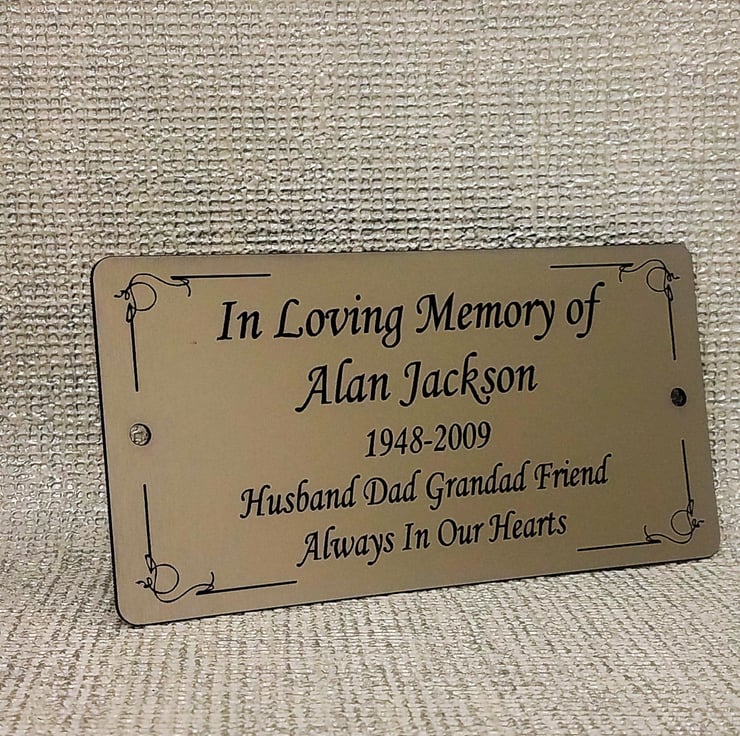 In Loving Memory of
Alan Jackson
1948-2009
Husband Dad Grandad Friend
Always In Our Hearts